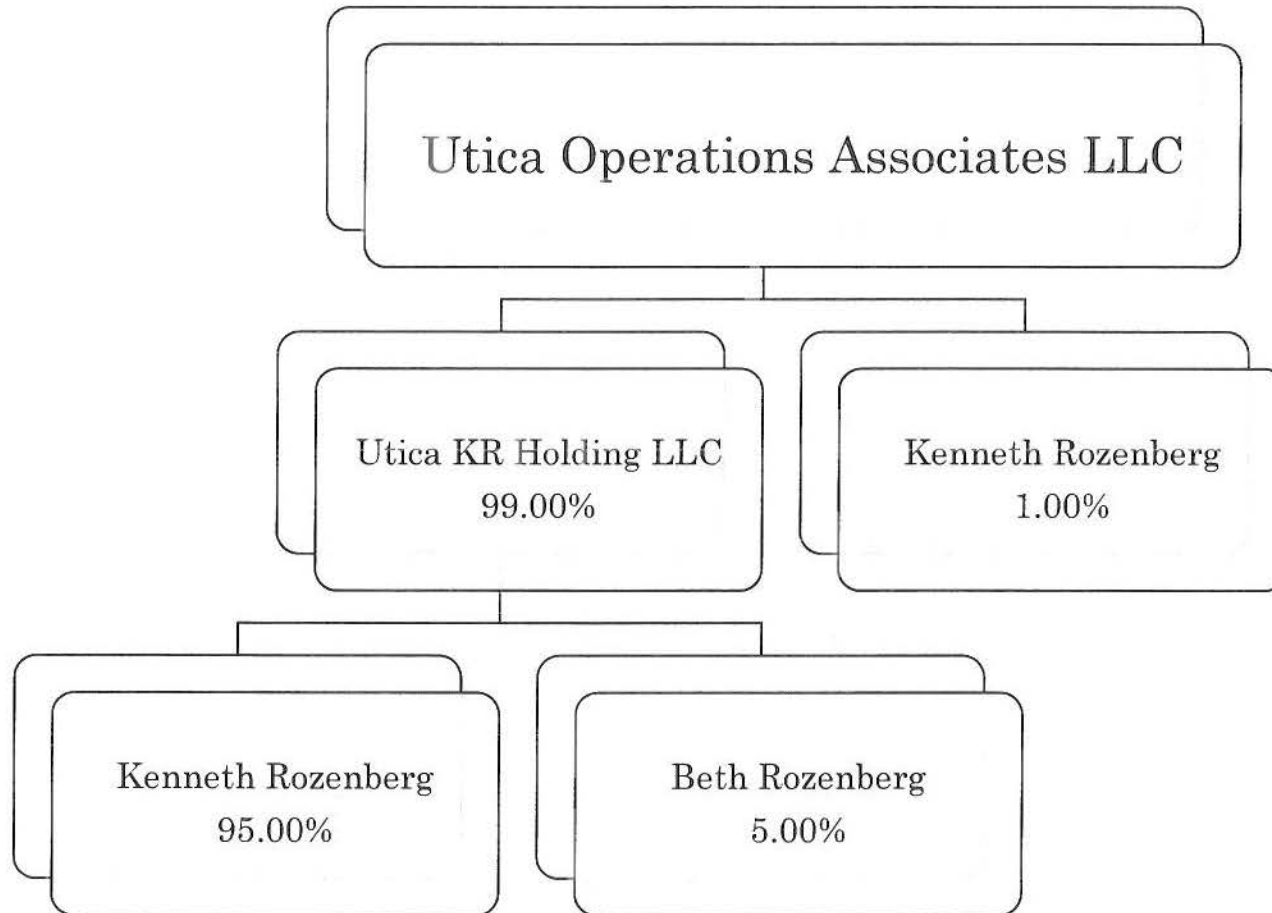 Utica Operations Associates LLC
Utica KR Holding LLC
99.00%
Kenneth Rozenberg
1.00%
Kenneth Rozenberg
95.00%
Beth Rozenberg
5.00%